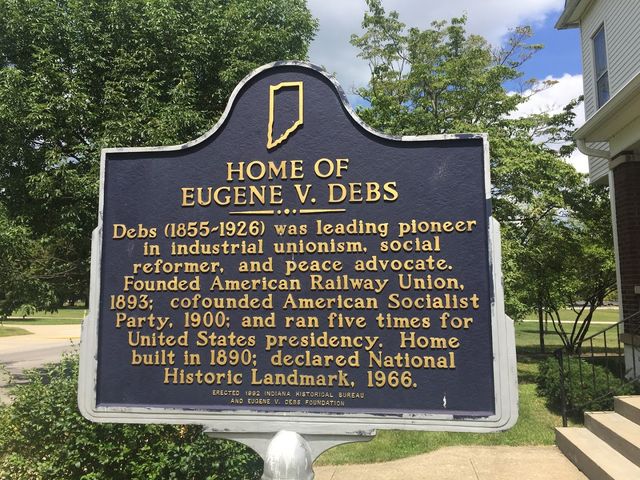 HOME OF
EUGENE V. DEBS
Debs (1855-1926) was leading pioneer
in industrial unionism, social
reformer, and peace advocate.
Founded American Railway Union,
1893; cofounded American Socialist
Party, 1900; and ran five times for
United States presidency. Home
built in 1890; declared National
Historic Landmark, 1966.
ERECTED 1992 INDIANA HISTORICAL BUREAU
AND EUGENE V. DEBS FOUNDATION